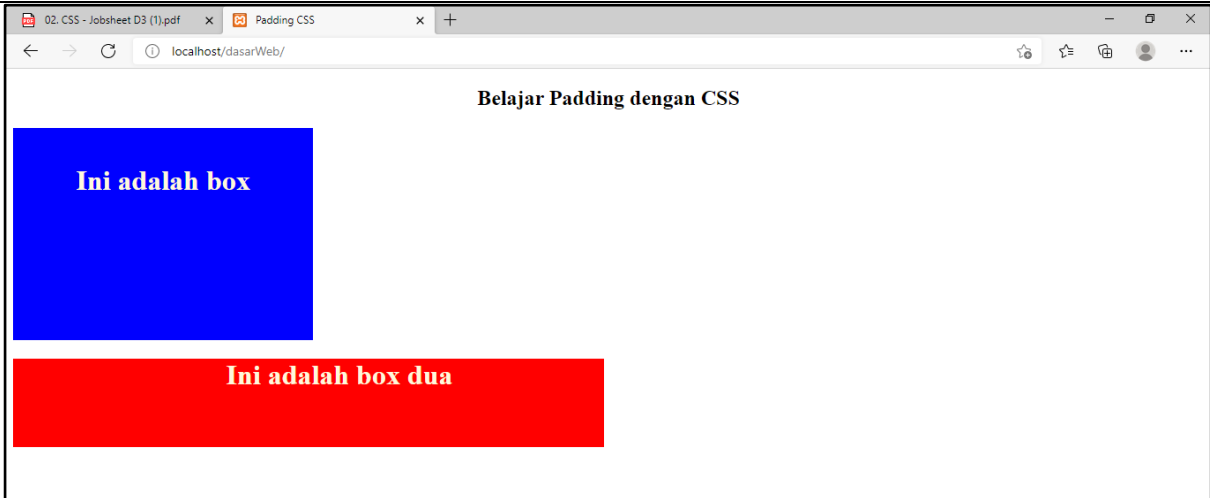 02. CSS - Jobsheet D3 (1).pdf
Padding CSS
localhost/dasarWeb/
Belajar Padding dengan CSS
Ini adalah box
Ini adalah box dua